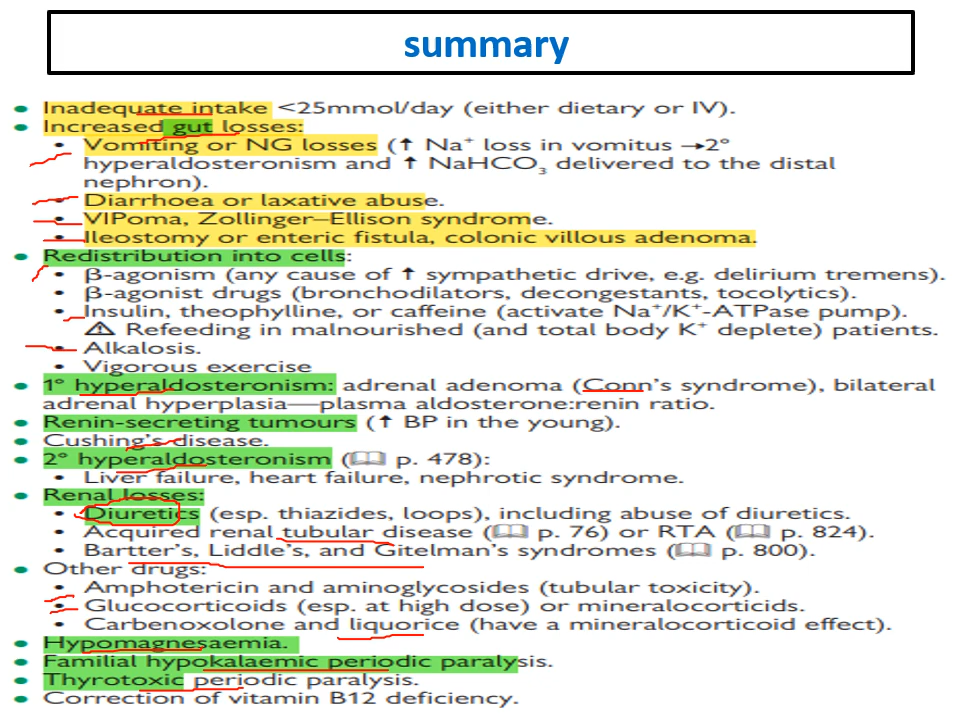 summary
• Inadequate intake <25mmol/day (either dietary or IV).
• Increased gut losses:
• Vomiting or NG losses (↑ Na⁺ loss in vomitus →2°
hyperaldosteronism and ↑ NaHCO₃ delivered to the distal
nephron).
• Diarrhoea or laxative abuse.
• VIPoma, Zollinger–Ellison syndrome.
• Ileostomy or enteric fistula, colonic villous adenoma.
• Redistribution into cells:
• β-agonism (any cause of ↑ sympathetic drive, e.g. delirium tremens).
• β-agonist drugs (bronchodilators, decongestants, tocolytics).
• Insulin, theophylline, or caffeine (activate Na⁺/K⁺-ATPase pump).
⚠ Refeeding in malnourished (and total body K⁺ deplete) patients.
• Alkalosis.
• Vigorous exercise
• 1° hyperaldosteronism: adrenal adenoma (Conn's syndrome), bilateral
adrenal hyperplasia—plasma aldosterone:renin ratio.
• Renin-secreting tumours (↑ BP in the young).
• Cushing's disease.
• 2° hyperaldosteronism (📖 p. 478):
• Liver failure, heart failure, nephrotic syndrome.
• Renal losses:
• Diuretics (esp. thiazides, loops), including abuse of diuretics.
• Acquired renal tubular disease (📖 p. 76) or RTA (📖 p. 824).
• Bartter's, Liddle's, and Gitelman's syndromes (📖 p. 800).
• Other drugs:
• Amphotericin and aminoglycosides (tubular toxicity).
• Glucocorticoids (esp. at high dose) or mineralocorticids.
• Carbenoxolone and liquorice (have a mineralocorticoid effect).
• Hypomagnesaemia.
• Familial hypokalaemic periodic paralysis.
• Thyrotoxic periodic paralysis.
• Correction of vitamin B12 deficiency.